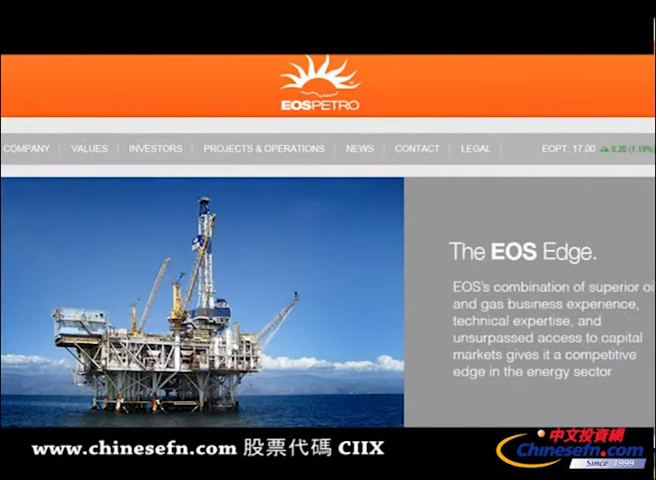 EOSPETRO
COMPANY | VALUES | INVESTORS | PROJECTS & OPERATIONS | NEWS | CONTACT | LEGAL | EOPT: 17.00 0.20 (1.19%)
The EOS Edge.
EOS's combination of superior oi
and gas business experience,
technical expertise, and
unsurpassed access to capital
markets gives it a competitive
edge in the energy sector
www.chinesefn.com 股票代碼 CIIX
中文投資網
Chinesefn.com
Since 1999